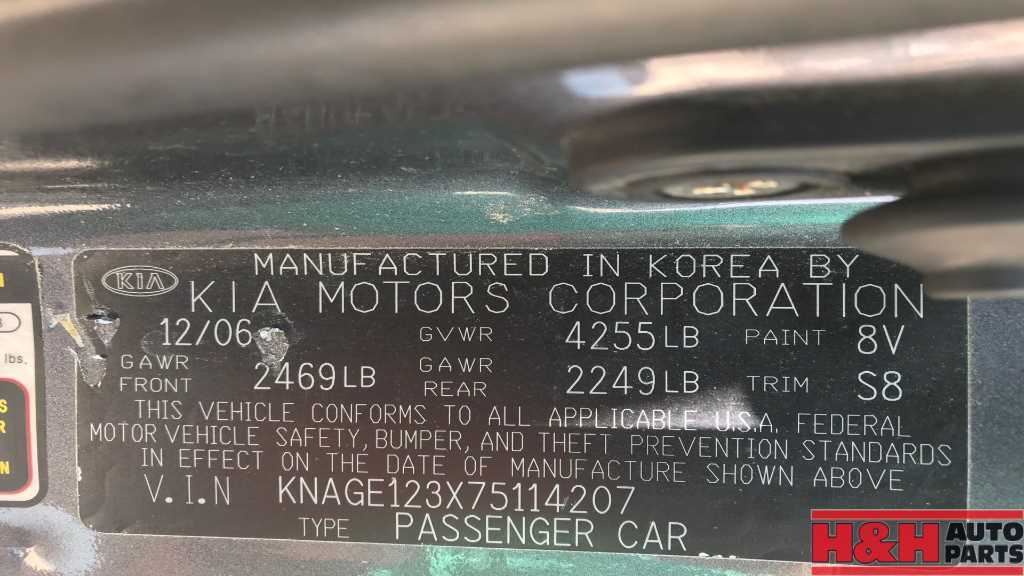 KIA
MANUFACTURED IN KOREA BY
KIA MOTORS CORPORATION
12/06 GVWR 4255LB PAINT 8V
GAWR FRONT 2469LB GAWR REAR 2249LB TRIM S8
THIS VEHICLE CONFORMS TO ALL APPLICABLE U.S.A. FEDERAL
MOTOR VEHICLE SAFETY, BUMPER, AND THEFT PREVENTION STANDARDS
IN EFFECT ON THE DATE OF MANUFACTURE SHOWN ABOVE
V.I.N KNAGE123X75114207
TYPE PASSENGER CAR
lbs.
H&H AUTO PARTS